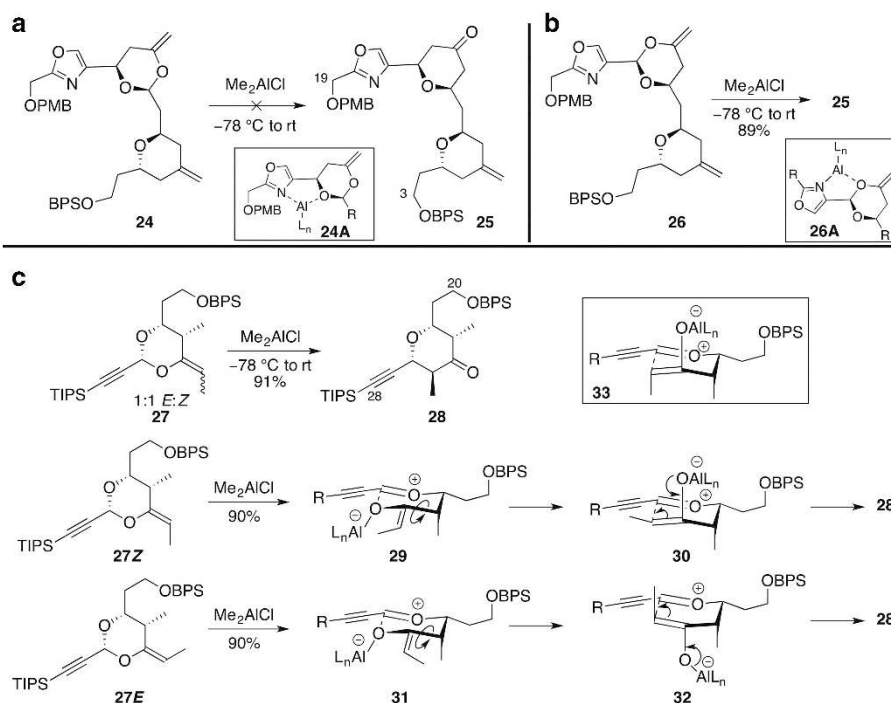 a
O
N
O
O
OPMB
O
BPSO
24
Me2AlCl
−78 °C to rt
O
N
O
O
Al
Ln
R
OPMB
24A
O
O
N
19
OPMB
O
O
3
OBPS
25
b
O
N
O
O
OPMB
O
BPSO
26
Me2AlCl
−78 °C to rt
89%
25
Ln
Al
R
N
O
O
O
R
26A
c
OBPS
O
O
TIPS
1:1 E:Z
27
Me2AlCl
−78 °C to rt
91%
20
OBPS
O
O
TIPS
28
28
⊖
OAlLn
OBPS
O
⊕
R
33
OBPS
O
O
TIPS
27Z
Me2AlCl
90%
OBPS
⊕
O
R
⊖
O
LnAl
29
⊖
OAlLn
OBPS
O
⊕
R
30
28
OBPS
O
O
TIPS
27E
Me2AlCl
90%
OBPS
⊕
O
R
⊖
O
LnAl
31
OBPS
⊕
O
R
O
⊖
AlLn
32
28